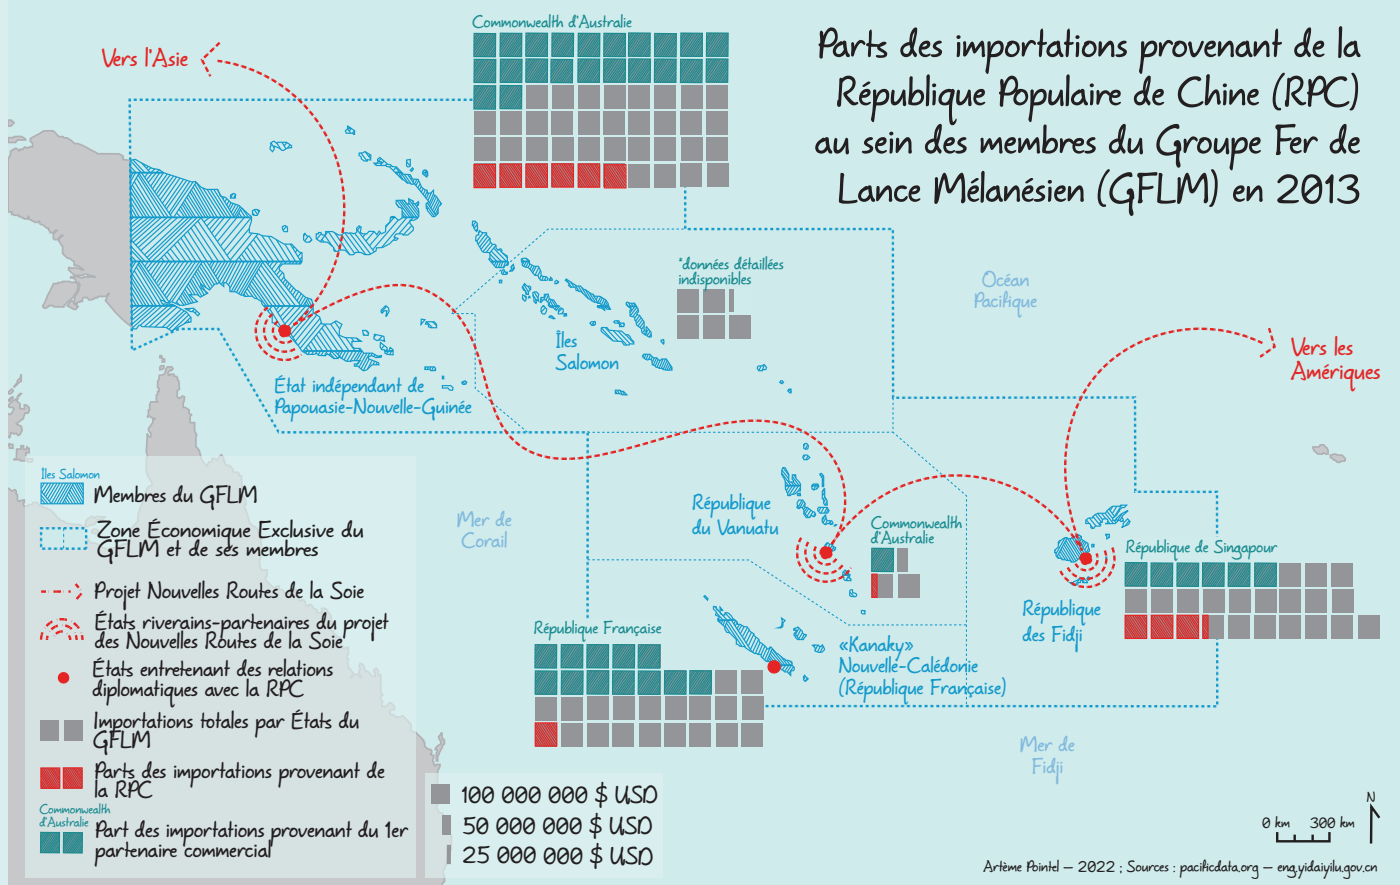 Parts des importations provenant de la
République Populaire de Chine (RPC)
au sein des membres du Groupe Fer de
Lance Mélanésien (GFLM) en 2013
Vers l'Asie
Commonwealth d'Australie
*données détaillées
indisponibles
Océan
Pacifique
Îles
Salomon
Vers les
Amériques
État indépendant de
Papouasie-Nouvelle-Guinée
Mer de
Corail
République
du Vanuatu
Commonwealth
d'Australie
République de Singapour
République
des Fidji
République Française
«Kanaky»
Nouvelle-Calédonie
(République Française)
Mer de
Fidji
Iles Salomon
Membres du GFLM
Zone Économique Exclusive du
GFLM et de ses membres
Projet Nouvelles Routes de la Soie
États riverains-partenaires du projet
des Nouvelles Routes de la Soie
États entretenant des relations
diplomatiques avec la RPC
Importations totales par États du
GFLM
Parts des importations provenant de
la RPC
Commonwealth
d'Australie
Part des importations provenant du 1er
partenaire commercial
100 000 000 $ USD
50 000 000 $ USD
25 000 000 $ USD
N
0 km 300 km
Artème Pointel – 2022 ; Sources : pacificdata.org – eng.yidaiyilu.gov.cn